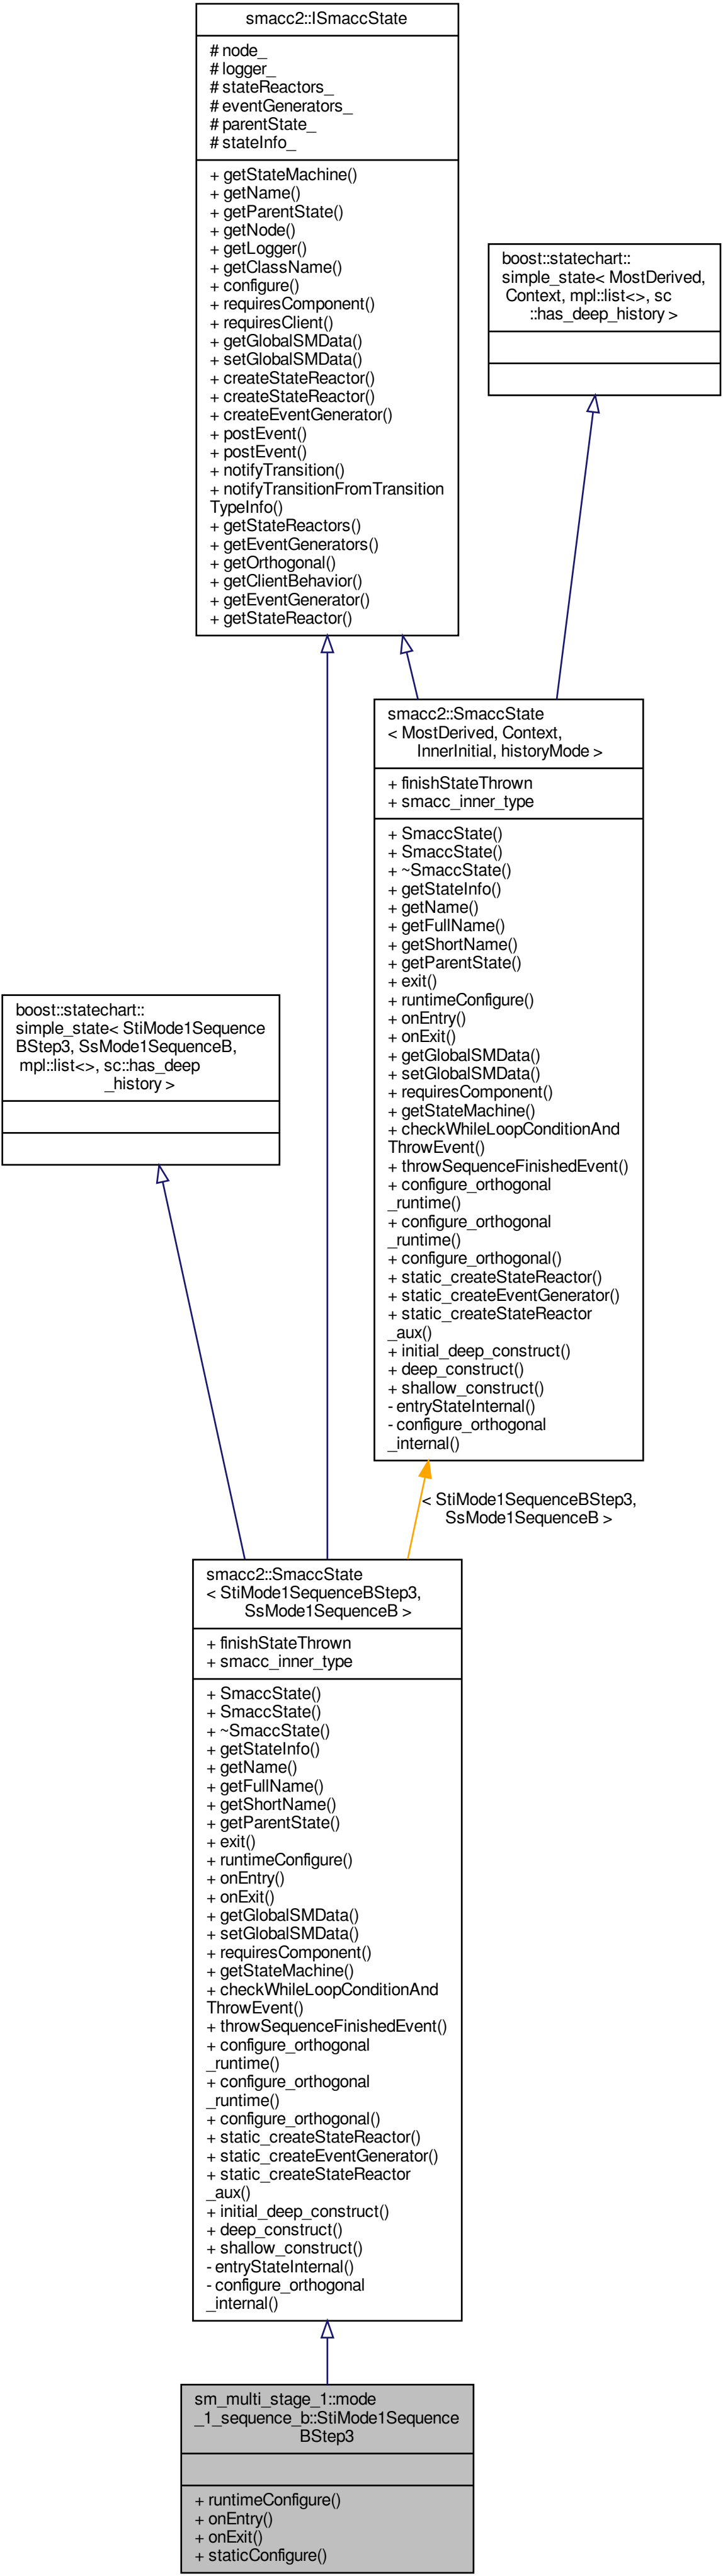 smacc2::ISmaccState
# node_
# logger_
# stateReactors_
# eventGenerators_
# parentState_
# stateInfo_
+ getStateMachine()
+ getName()
+ getParentState()
+ getNode()
+ getLogger()
+ getClassName()
+ configure()
+ requiresComponent()
+ requiresClient()
+ getGlobalSMData()
+ setGlobalSMData()
+ createStateReactor()
+ createStateReactor()
+ createEventGenerator()
+ postEvent()
+ postEvent()
+ notifyTransition()
+ notifyTransitionFromTransition
TypeInfo()
+ getStateReactors()
+ getEventGenerators()
+ getOrthogonal()
+ getClientBehavior()
+ getEventGenerator()
+ getStateReactor()
boost::statechart::
simple_state< MostDerived,
Context, mpl::list<>, sc
::has_deep_history >
smacc2::SmaccState
< MostDerived, Context,
InnerInitial, historyMode >
+ finishStateThrown
+ smacc_inner_type
+ SmaccState()
+ SmaccState()
+ ~SmaccState()
+ getStateInfo()
+ getName()
+ getFullName()
+ getShortName()
+ getParentState()
+ exit()
+ runtimeConfigure()
+ onEntry()
+ onExit()
+ getGlobalSMData()
+ setGlobalSMData()
+ requiresComponent()
+ getStateMachine()
+ checkWhileLoopConditionAnd
ThrowEvent()
+ throwSequenceFinishedEvent()
+ configure_orthogonal
_runtime()
+ configure_orthogonal
_runtime()
+ configure_orthogonal()
+ static_createStateReactor()
+ static_createEventGenerator()
+ static_createStateReactor
_aux()
+ initial_deep_construct()
+ deep_construct()
+ shallow_construct()
- entryStateInternal()
- configure_orthogonal
_internal()
boost::statechart::
simple_state< StiMode1Sequence
BStep3, SsMode1SequenceB,
mpl::list<>, sc::has_deep
_history >
< StiMode1SequenceBStep3,
SsMode1SequenceB >
smacc2::SmaccState
< StiMode1SequenceBStep3,
SsMode1SequenceB >
+ finishStateThrown
+ smacc_inner_type
+ SmaccState()
+ SmaccState()
+ ~SmaccState()
+ getStateInfo()
+ getName()
+ getFullName()
+ getShortName()
+ getParentState()
+ exit()
+ runtimeConfigure()
+ onEntry()
+ onExit()
+ getGlobalSMData()
+ setGlobalSMData()
+ requiresComponent()
+ getStateMachine()
+ checkWhileLoopConditionAnd
ThrowEvent()
+ throwSequenceFinishedEvent()
+ configure_orthogonal
_runtime()
+ configure_orthogonal
_runtime()
+ configure_orthogonal()
+ static_createStateReactor()
+ static_createEventGenerator()
+ static_createStateReactor
_aux()
+ initial_deep_construct()
+ deep_construct()
+ shallow_construct()
- entryStateInternal()
- configure_orthogonal
_internal()
sm_multi_stage_1::mode
_1_sequence_b::StiMode1Sequence
BStep3
+ runtimeConfigure()
+ onEntry()
+ onExit()
+ staticConfigure()